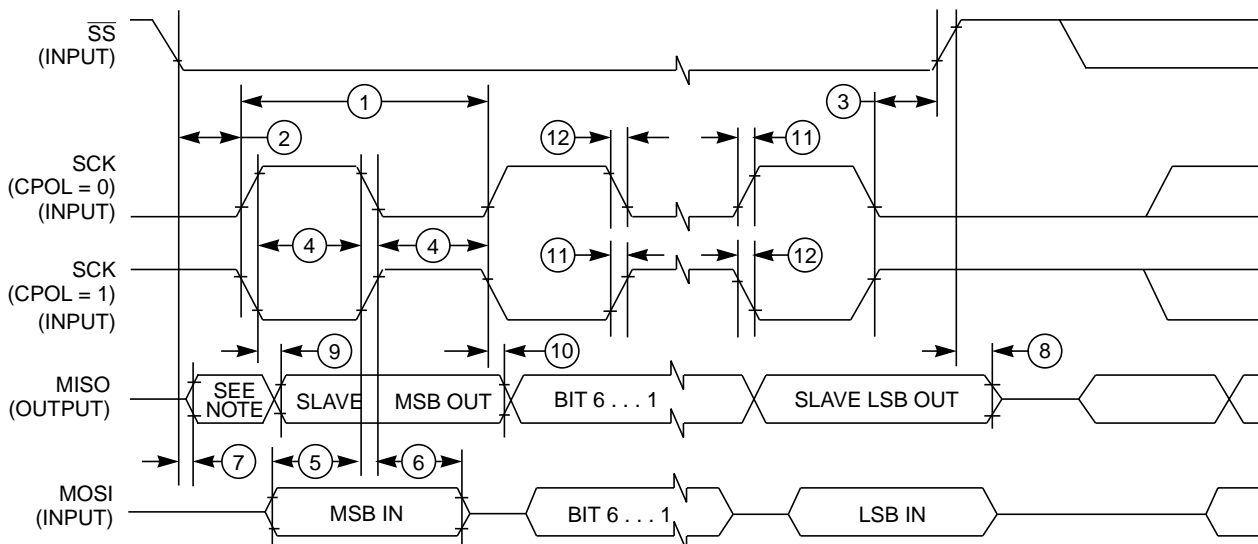 SS
(INPUT)
1
3
2
12
11
SCK
(CPOL = 0)
(INPUT)
4
4
11
12
SCK
(CPOL = 1)
(INPUT)
9
10
8
MISO
(OUTPUT)
SEE
NOTE
SLAVE
MSB OUT
BIT 6 . . . 1
SLAVE LSB OUT
7
5
6
MOSI
(INPUT)
MSB IN
BIT 6 . . . 1
LSB IN